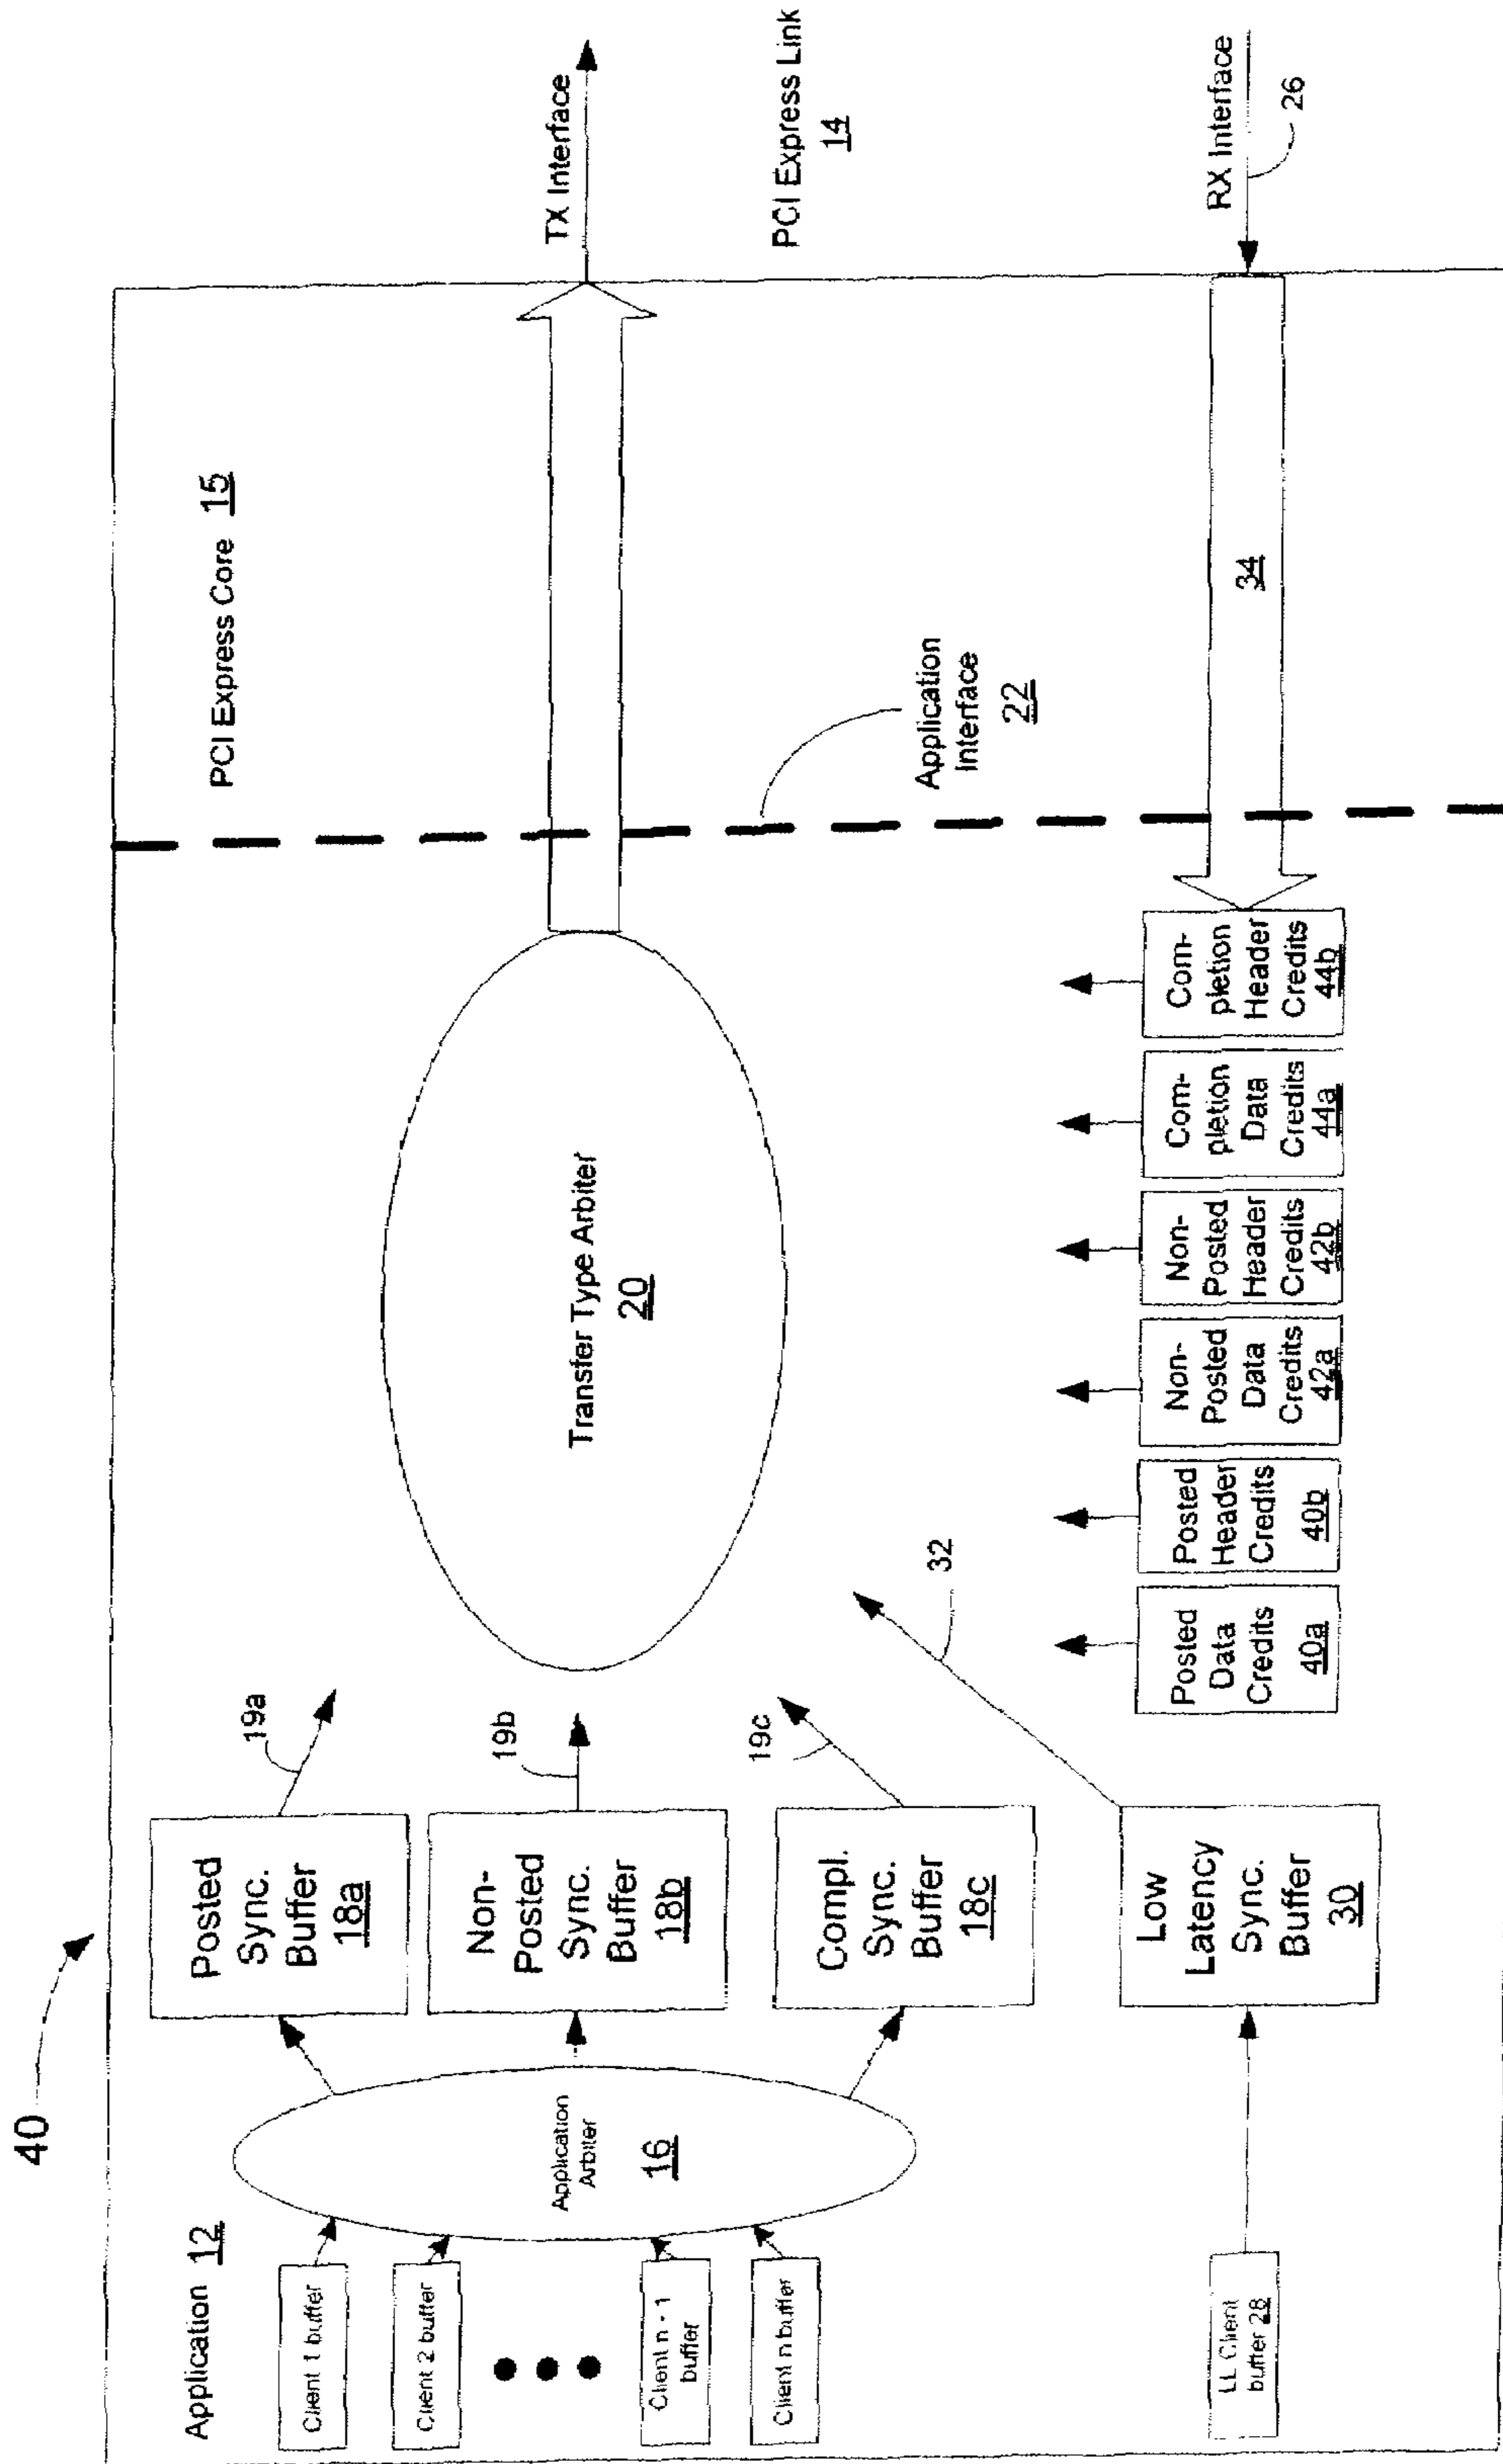 40
Application 12
Client 1 buffer
Client 2 buffer
Client n - 1
buffer
Client n buffer
LL Client
buffer 28
Application
Arbiter
16
Posted
Sync.
Buffer
18a
Non-
Posted
Sync.
Buffer
18b
Compl.
Sync.
Buffer
18c
Low
Latency
Sync.
Buffer
30
19a
19b
19c
32
Transfer Type Arbiter
20
Posted
Data
Credits
40a
Posted
Header
Credits
40b
Non-
Posted
Data
Credits
42a
Non-
Posted
Header
Credits
42b
Com-
pletion
Data
Credits
44a
Com-
pletion
Header
Credits
44b
Application
Interface
22
PCI Express Core 15
34
TX Interface
PCI Express Link
14
RX Interface
26